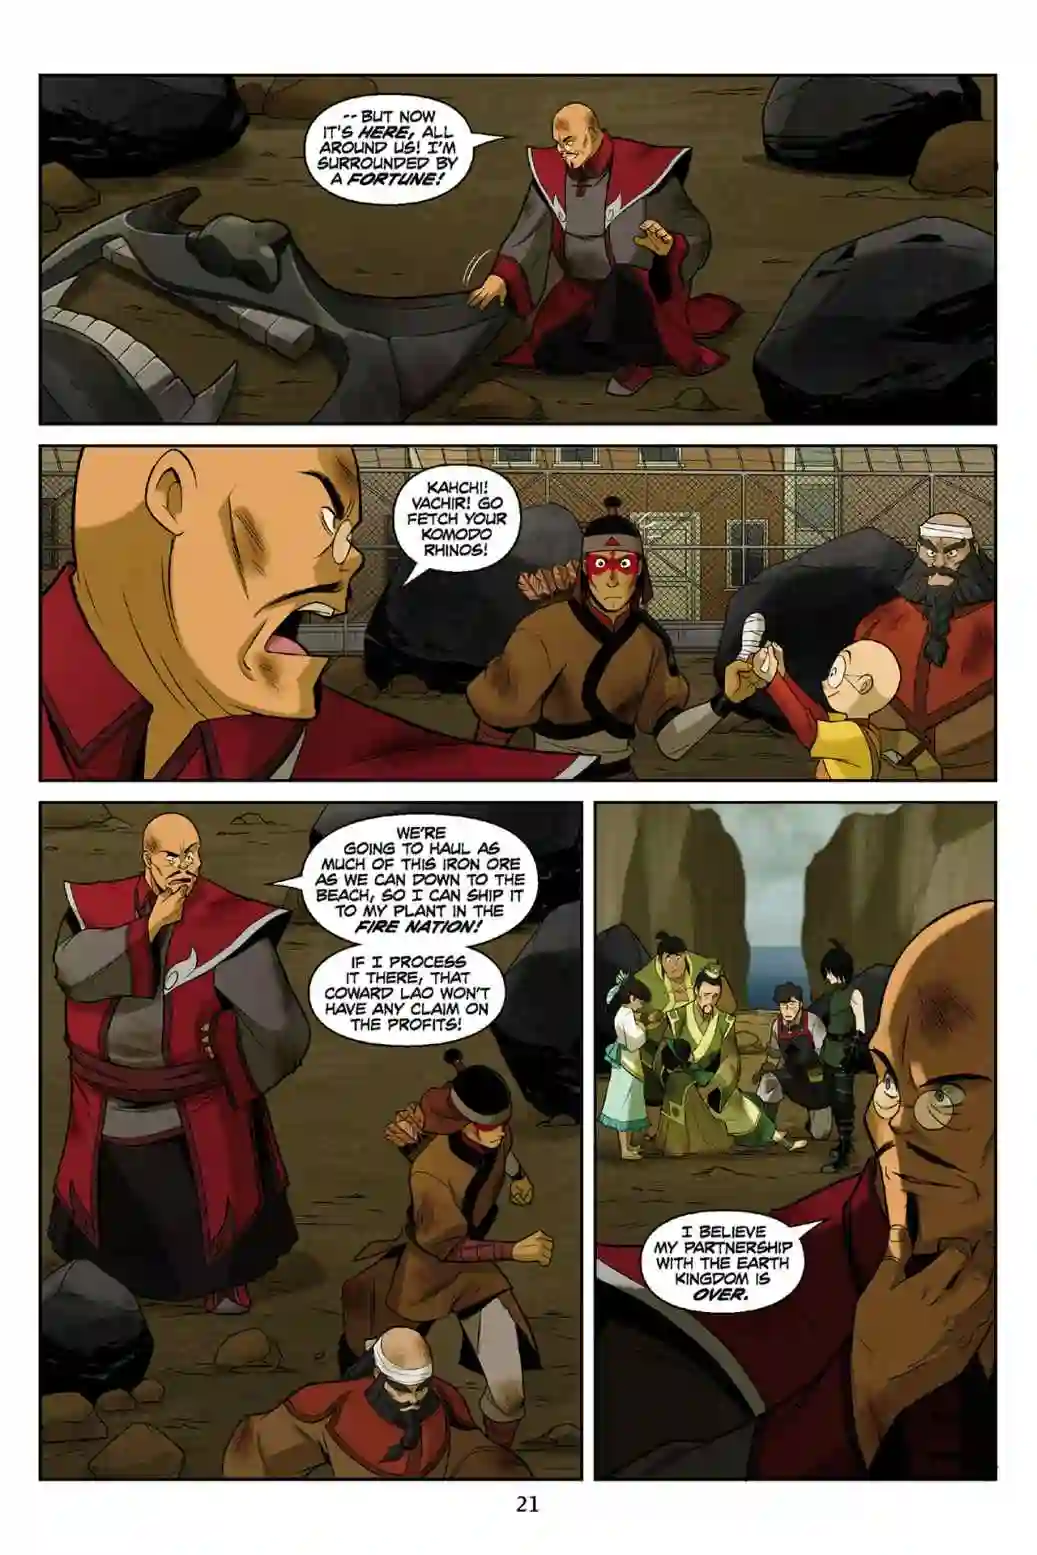 -- BUT NOW
IT'S HERE, ALL
AROUND US! I'M
SURROUNDED BY
A FORTUNE!
KAHCHI!
VACHIR! GO
FETCH YOUR
KOMODO
RHINOS!
WE'RE
GOING TO HAUL AS
MUCH OF THIS IRON ORE
AS WE CAN DOWN TO THE
BEACH, SO I CAN SHIP IT
TO MY PLANT IN THE
FIRE NATION!
IF I PROCESS
IT THERE, THAT
COWARD LAO WON'T
HAVE ANY CLAIM ON
THE PROFITS!
I BELIEVE
MY PARTNERSHIP
WITH THE EARTH
KINGDOM IS
OVER.
21